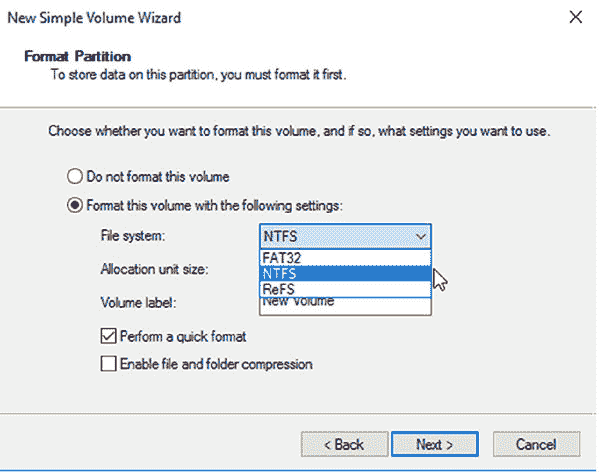 New Simple Volume Wizard
Format Partition
To store data on this partition, you must format it first.
Choose whether you want to format this volume, and if so, what settings you want to use.
Do not format this volume
Format this volume with the following settings:
File system: NTFS
FAT32
Allocation unit size: NTFS
ReFS
Volume label: New Volume
Perform a quick format
Enable file and folder compression
< Back Next > Cancel